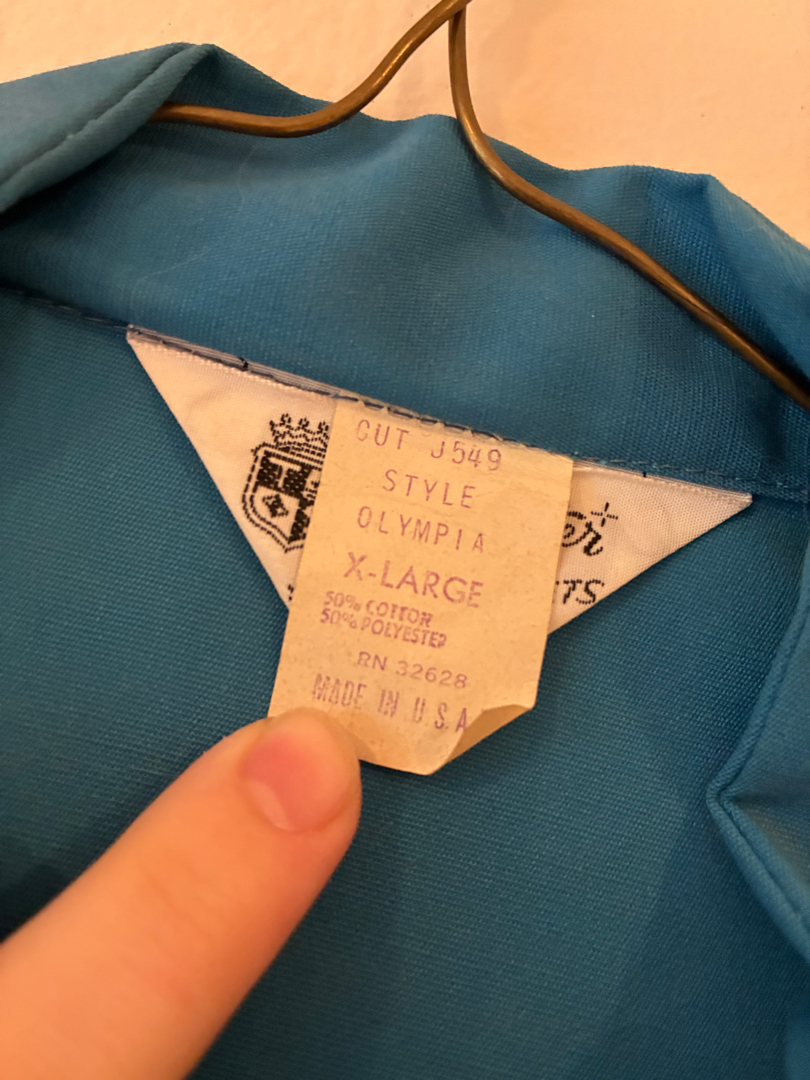 CUT J549
STYLE
OLYMPIA
X-LARGE
50% COTTON
50% POLYESTER
RN 32628
MADE IN U.S.A